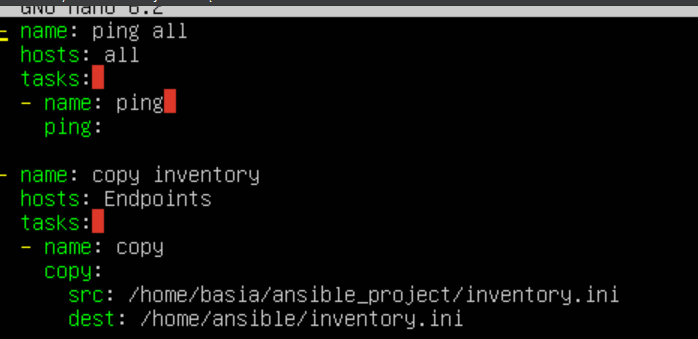 GNU nano 6.2
- name: ping all
  hosts: all
  tasks:
  - name: ping
    ping:
- name: copy inventory
  hosts: Endpoints
  tasks:
  - name: copy
    copy:
      src: /home/basia/ansible_project/inventory.ini
      dest: /home/ansible/inventory.ini